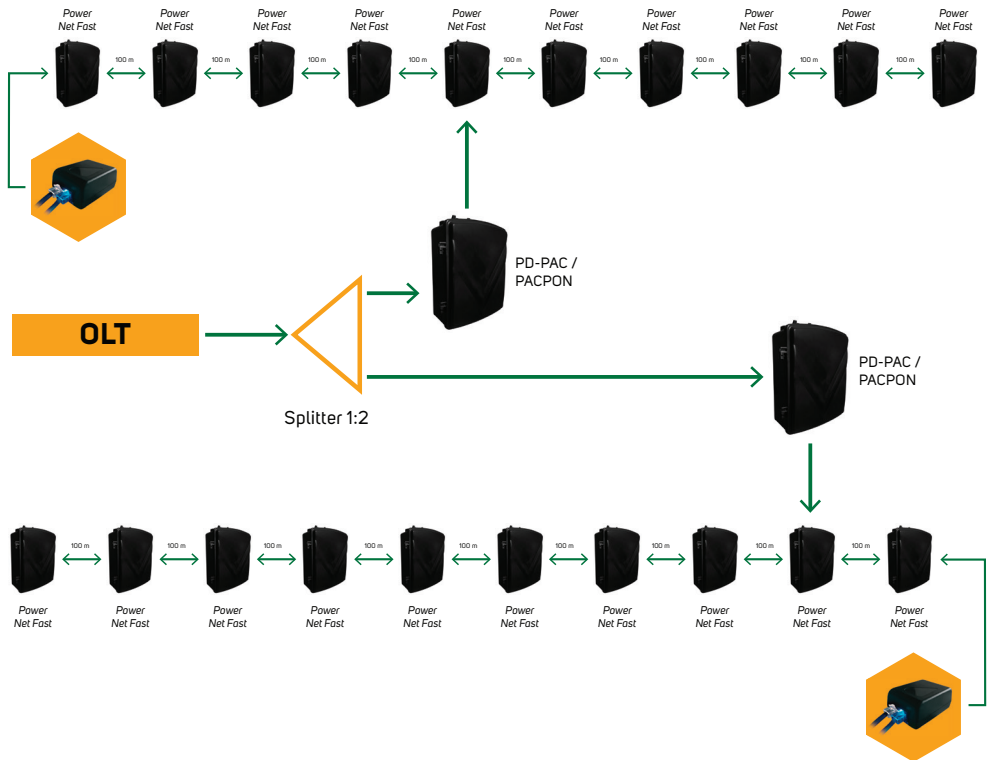 Power Power Power Power Power Power Power Power Power Power
Net Fast Net Fast Net Fast Net Fast Net Fast Net Fast Net Fast Net Fast Net Fast Net Fast
100 m 100 m 100 m 100 m 100 m 100 m 100 m 100 m 100 m
PD-PAC /
PACPON
OLT
PD-PAC /
PACPON
Splitter 1:2
100 m 100 m 100 m 100 m 100 m 100 m 100 m 100 m 100 m
Power Power Power Power Power Power Power Power Power Power
Net Fast Net Fast Net Fast Net Fast Net Fast Net Fast Net Fast Net Fast Net Fast Net Fast